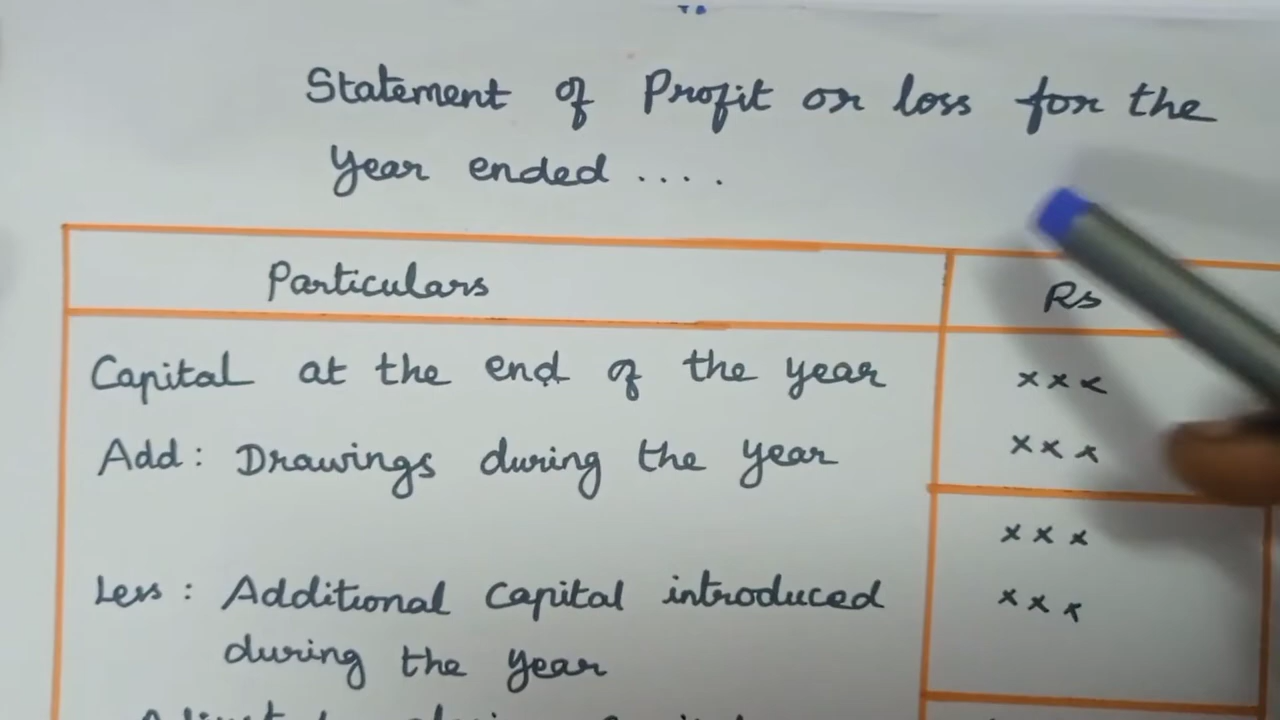 Statement of Profit or loss for the
Year ended ....
Particulars Rs
Capital at the end of the year xxx
Add: Drawings during the year xxx
xxx
Less: Additional Capital introduced xxx
during the year